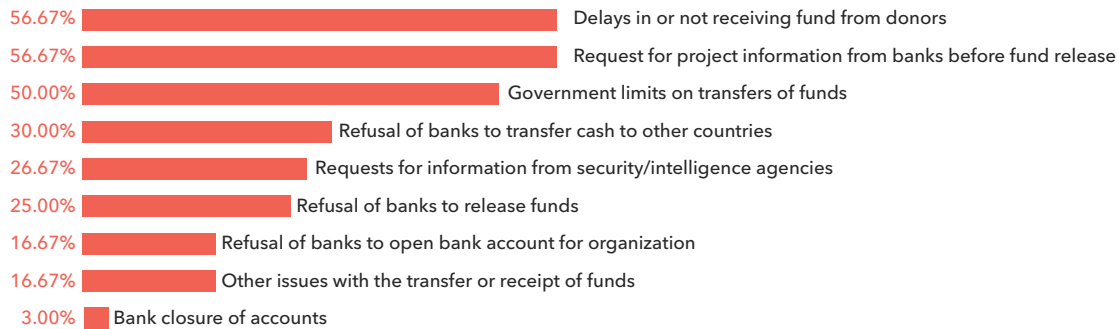 56.67% Delays in or not receiving fund from donors
56.67% Request for project information from banks before fund release
50.00% Government limits on transfers of funds
30.00% Refusal of banks to transfer cash to other countries
26.67% Requests for information from security/intelligence agencies
25.00% Refusal of banks to release funds
16.67% Refusal of banks to open bank account for organization
16.67% Other issues with the transfer or receipt of funds
3.00% Bank closure of accounts